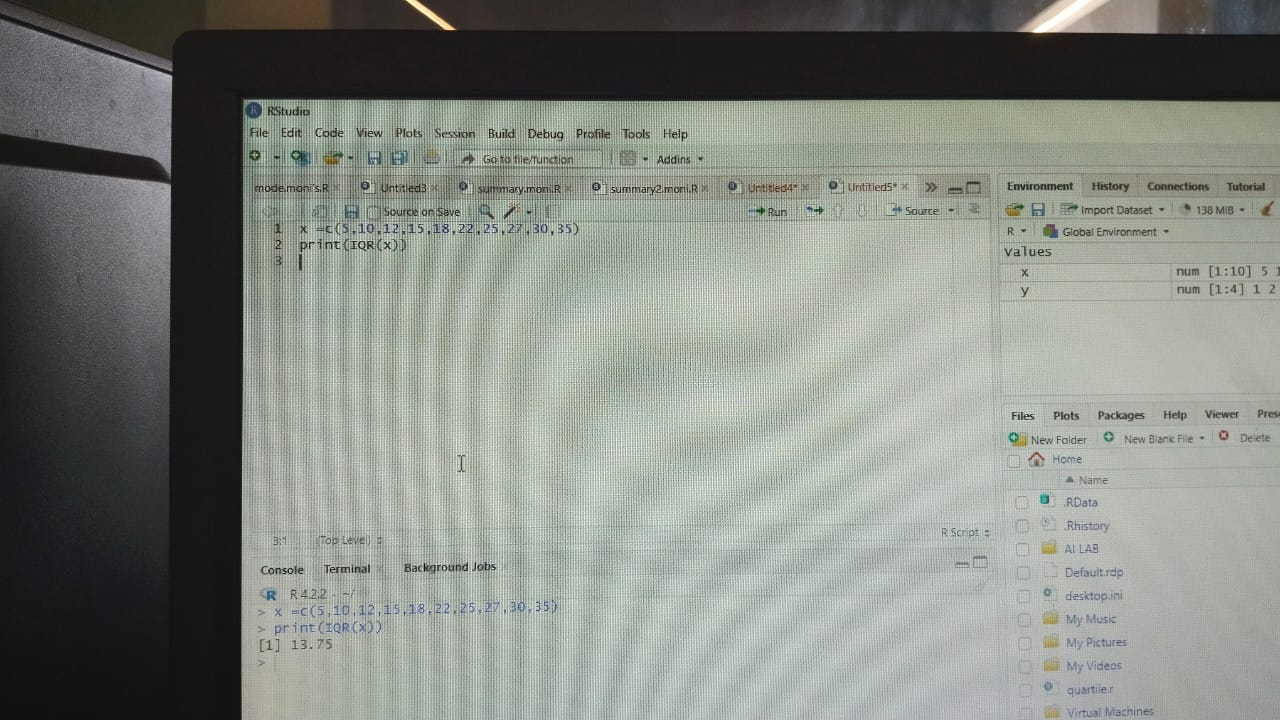 RStudio
File Edit Code View Plots Session Build Debug Profile Tools Help
Go to file/function Addins
mode.moni's.R Untitled3 summary.moni.R summary2.moni.R Untitled4* Untitled5*
Source on Save Run Source
1 x =c(5,10,12,15,18,22,25,27,30,35)
2 print(IQR(x))
3
3:1 (Top Level) R Script
Console Terminal Background Jobs
R R 4.2.2 · ~/
> x =c(5,10,12,15,18,22,25,27,30,35)
> print(IQR(x))
[1] 13.75
>
Environment History Connections Tutorial
Import Dataset 138 MiB
R Global Environment
Values
x num [1:10] 5
y num [1:4] 1 2
Files Plots Packages Help Viewer
New Folder New Blank File Delete
Home
Name
.RData
.Rhistory
AI LAB
Default.rdp
desktop.ini
My Music
My Pictures
My Videos
quartile.r
Virtual Machines